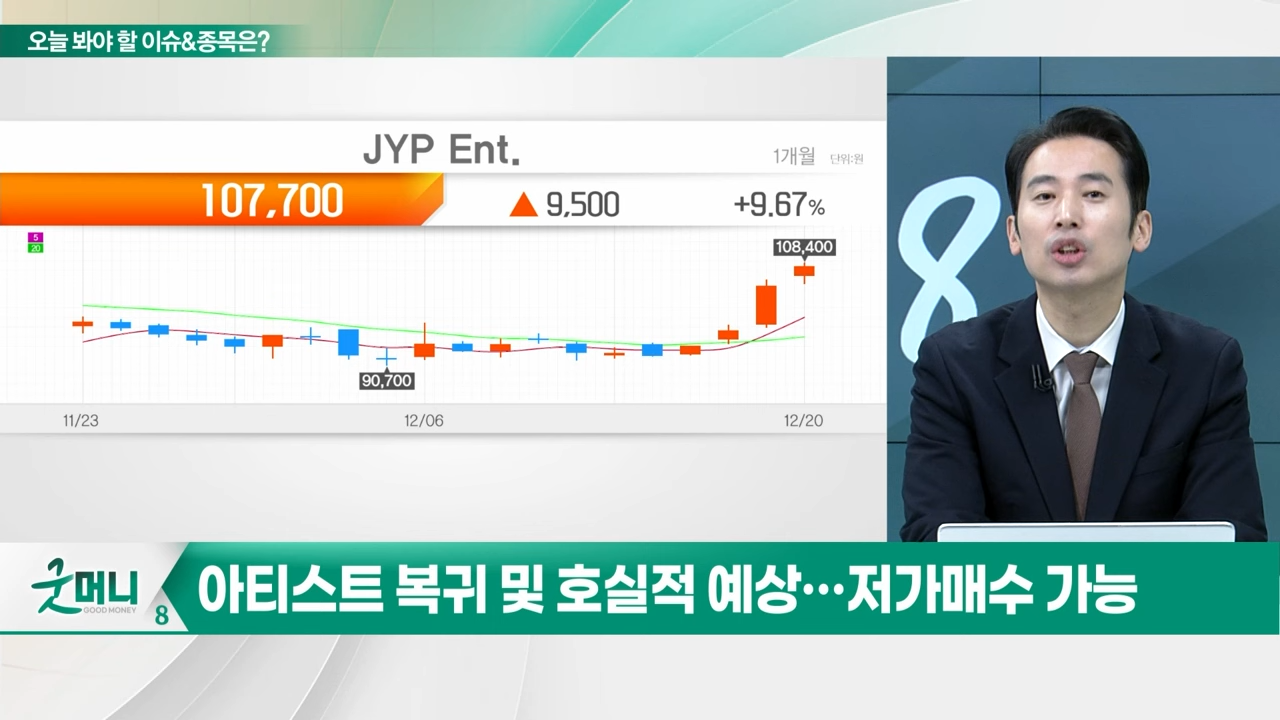 오늘 봐야 할 이슈&종목은?
JYP Ent.
1개월 단위:원
107,700 ▲ 9,500 +9.67%
5
20
108,400
90,700
11/23 12/06 12/20
8
굿머니
GOOD MONEY
8
아티스트 복귀 및 호실적 예상…저가매수 가능